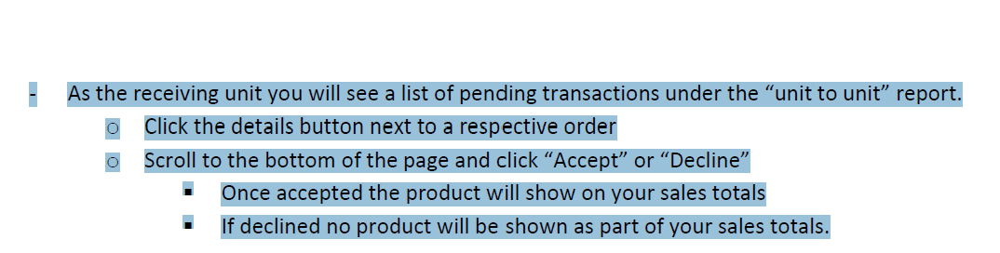 - As the receiving unit you will see a list of pending transactions under the “unit to unit” report.
o Click the details button next to a respective order
o Scroll to the bottom of the page and click “Accept” or “Decline”
▪ Once accepted the product will show on your sales totals
▪ If declined no product will be shown as part of your sales totals.